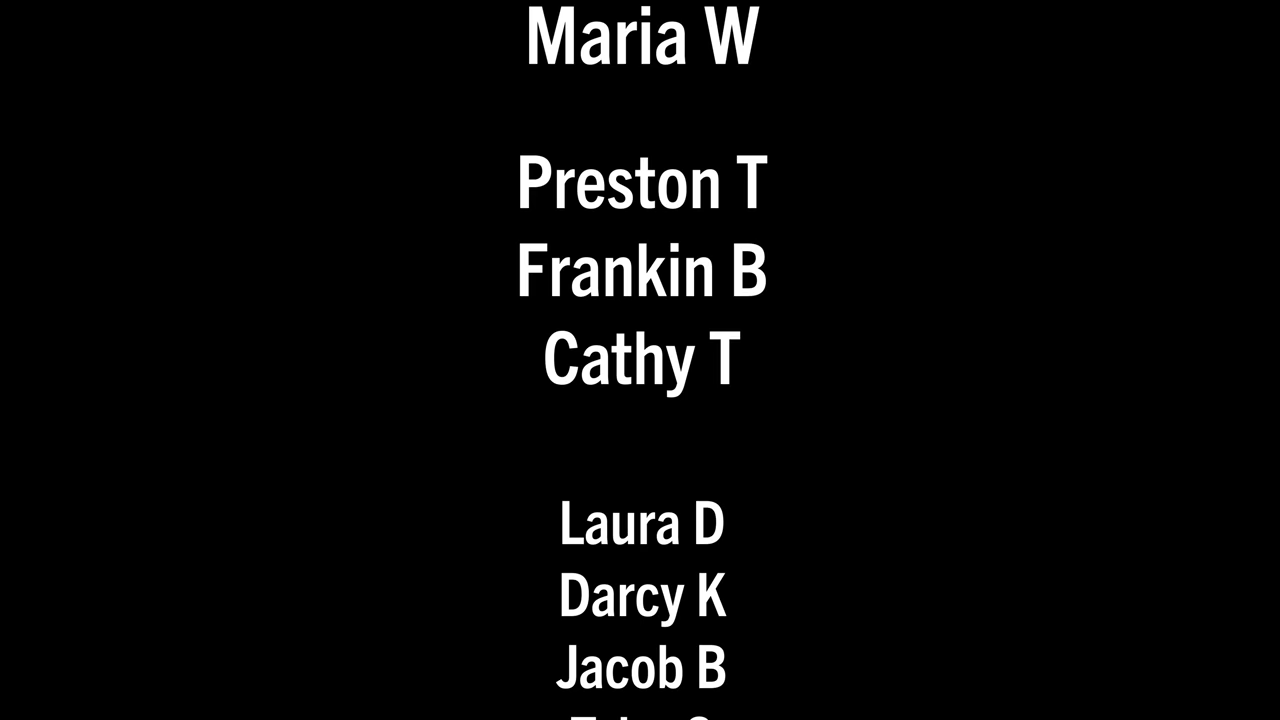 Maria W
Preston T
Frankin B
Cathy T
Laura D
Darcy K
Jacob B